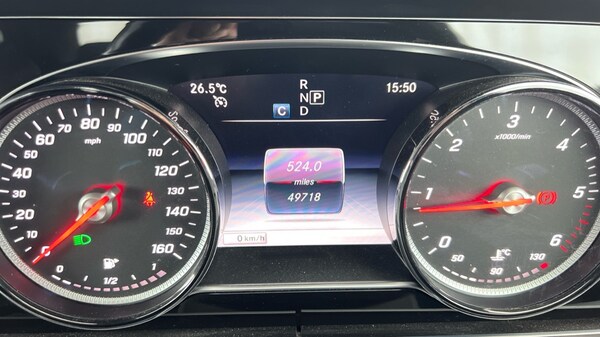 26.5°C
R
N P
D
C
15:50
524.0
miles
49718
0 km/h
0 20 40 60 80 100 120 140 160
10 30 50 70 90 110 130
mph
0 1/2 1
0 1 2 3 4 5 6
x1000/min
50 90 130
°C